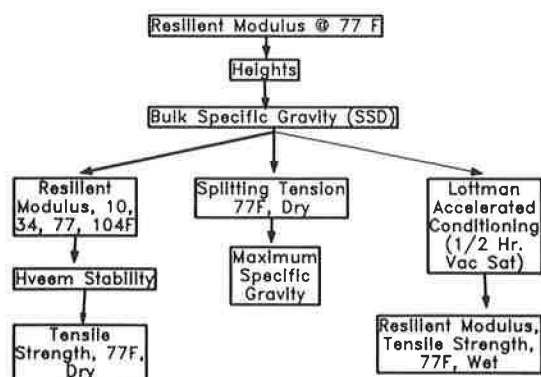 Resilient Modulus @ 77 F
Heights
Bulk Specific Gravity (SSD)
Resilient
Modulus, 10,
34, 77, 104F
Hveem Stability
Tensile
Strength, 77F,
Dry
Splitting Tension
77F, Dry
Maximum
Specific
Gravity
Lottman
Accelerated
Conditioning
(1/2 Hr.
Vac Sat)
Resilient Modulus,
Tensile Strength,
77F, Wet